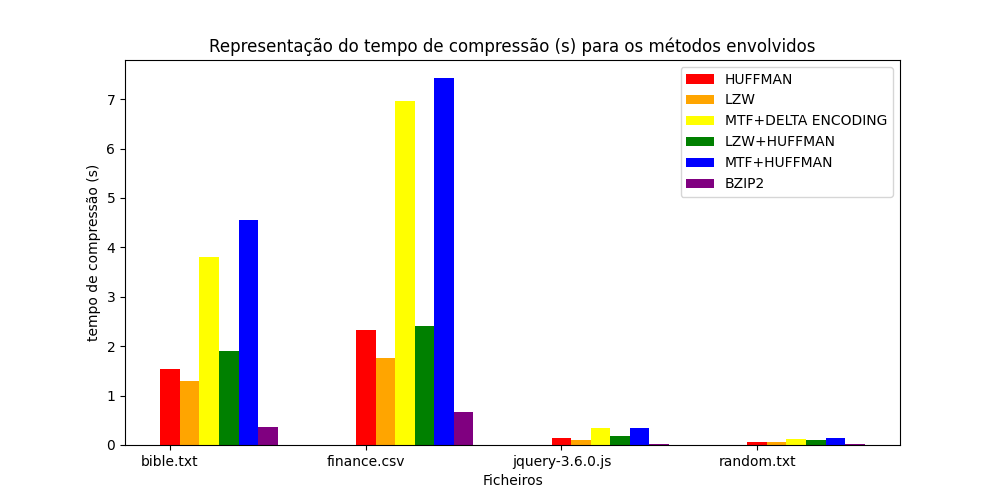 Representação do tempo de compressão (s) para os métodos envolvidos
HUFFMAN
LZW
MTF+DELTA ENCODING
LZW+HUFFMAN
MTF+HUFFMAN
BZIP2
tempo de compressão (s)
7
6
5
4
3
2
1
0
bible.txt
finance.csv
jquery-3.6.0.js
random.txt
Ficheiros